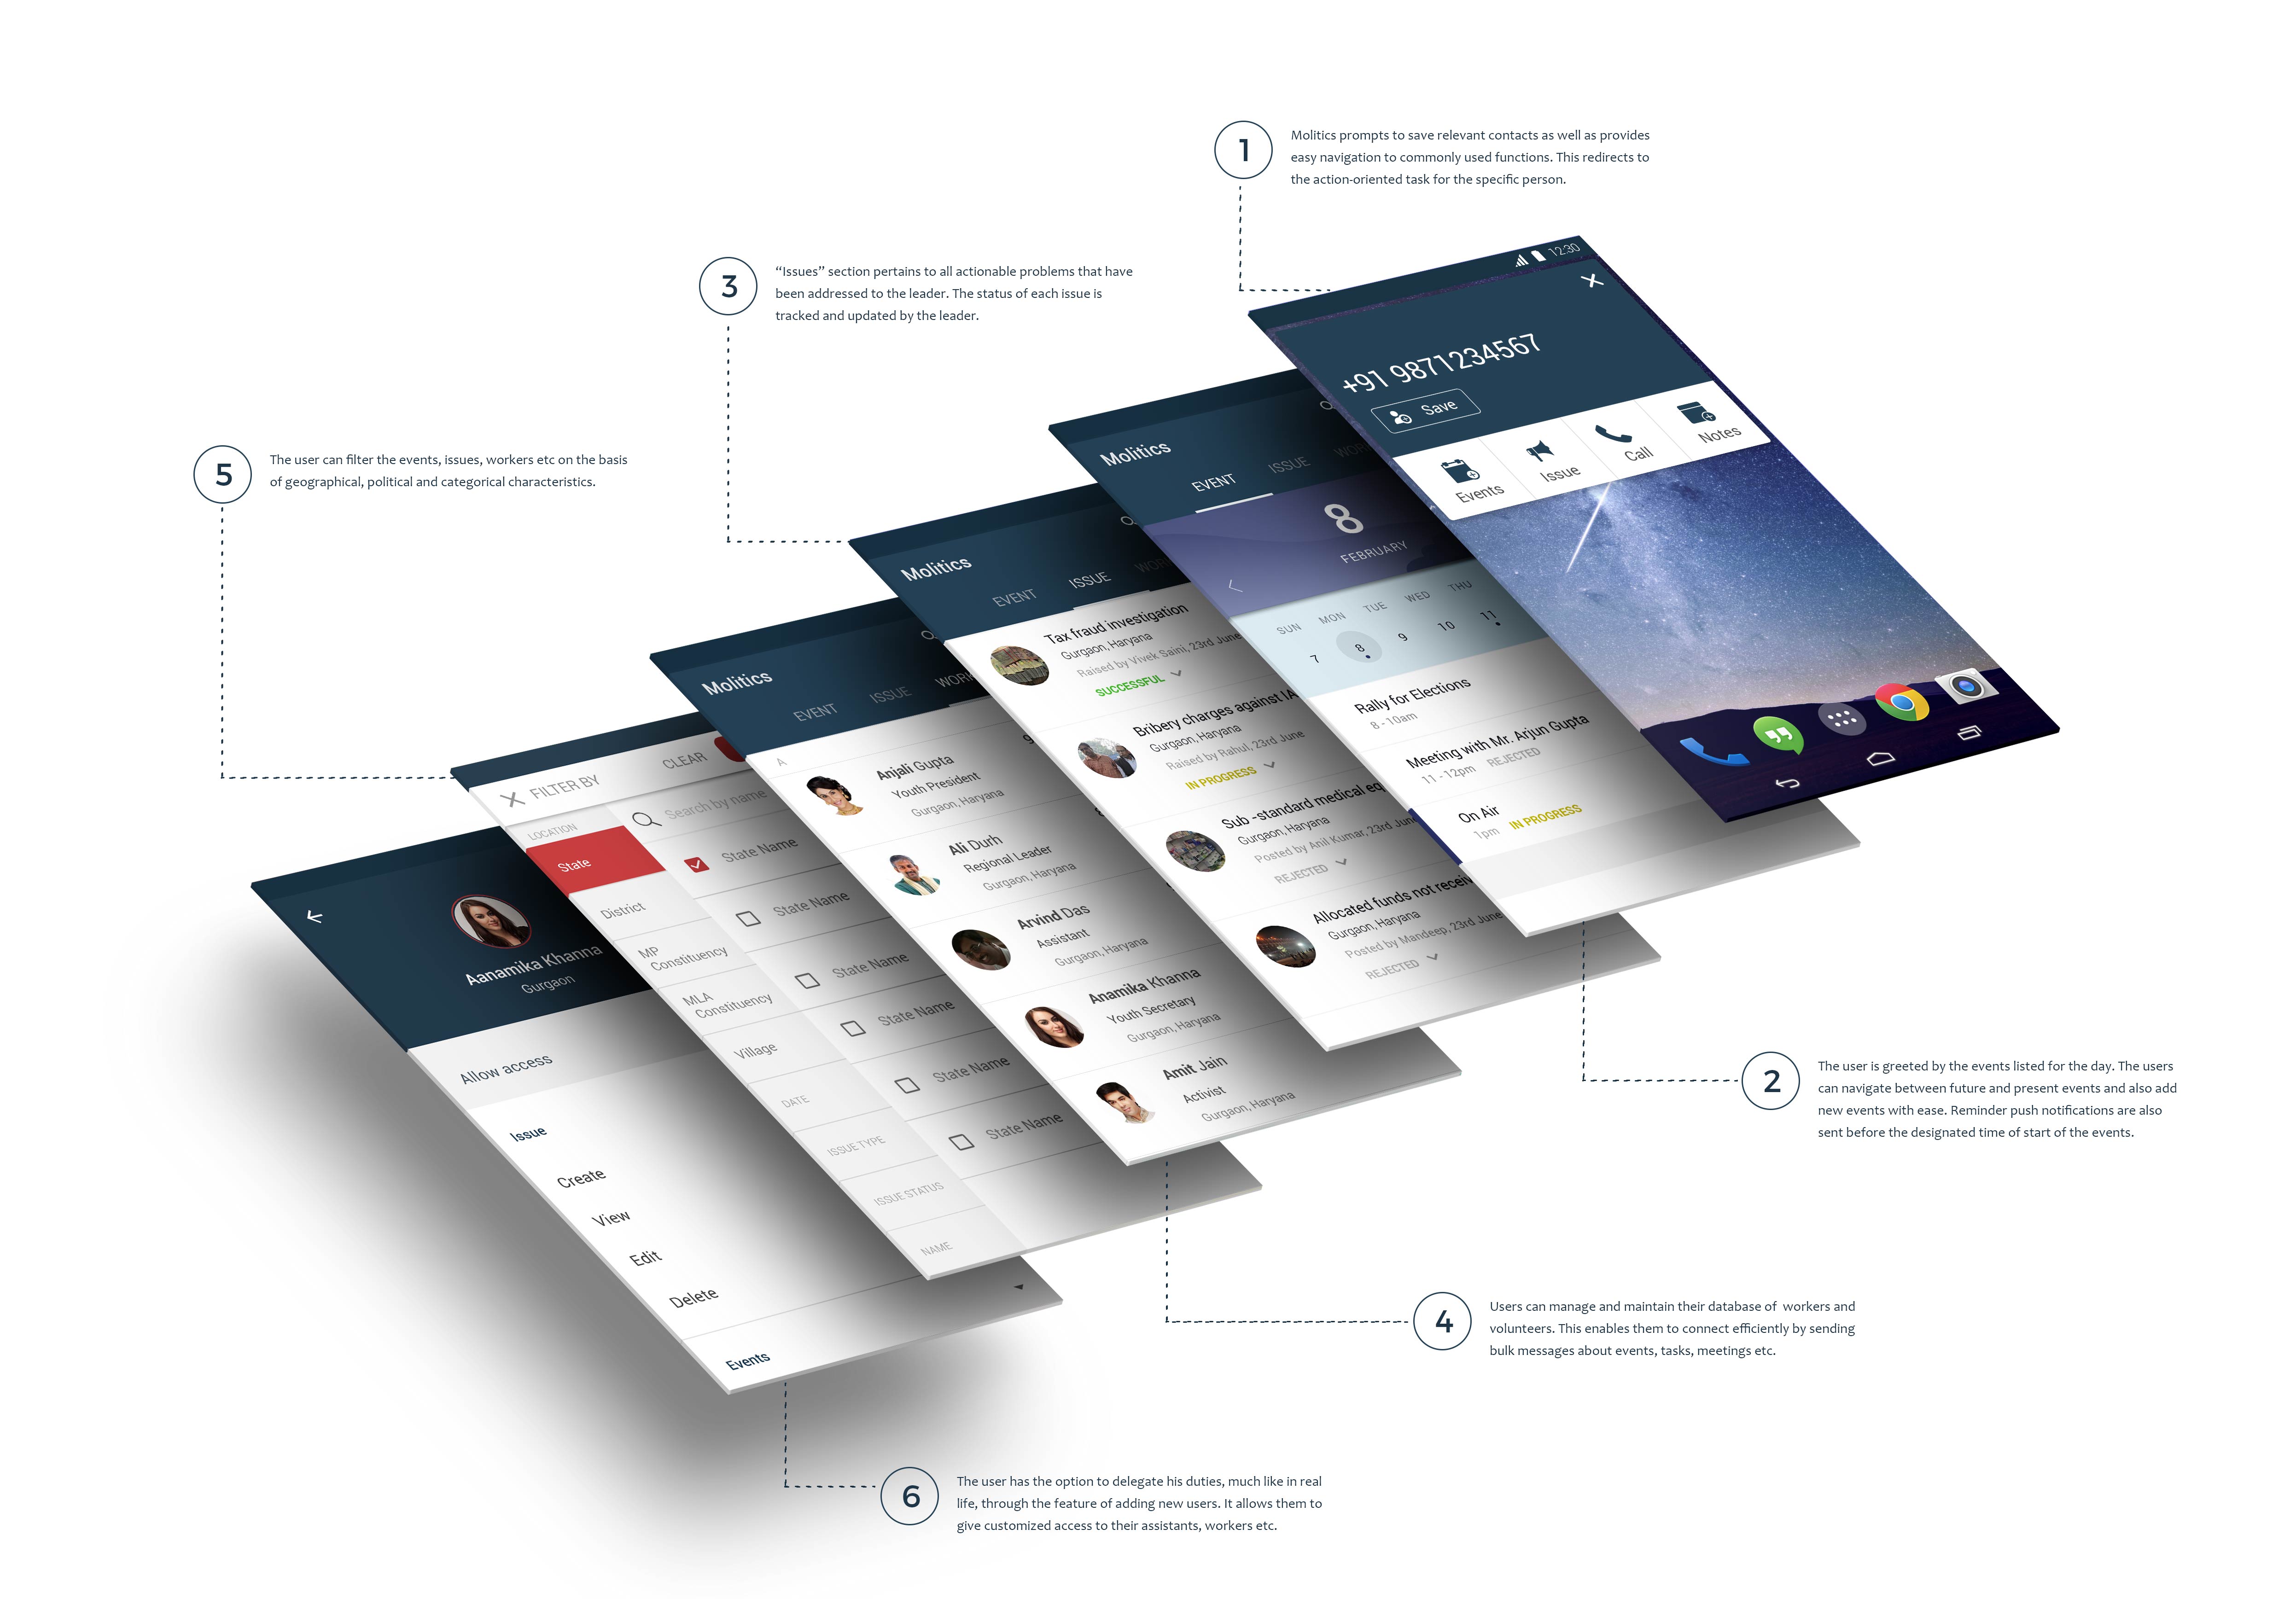 1
Molitics prompts to save relevant contacts as well as provides
easy navigation to commonly used functions. This redirects to
the action-oriented task for the specific person.
12:30
+91 9871234567
Save
Events
Issue
Call
Notes
2
The user is greeted by the events listed for the day. The users
can navigate between future and present events and also add
new events with ease. Reminder push notifications are also
sent before the designated time of start of the events.
Molitics
EVENT ISSUE
8
FEBRUARY
SUN MON TUE WED THU
7 8 9 10 11
Rally for Elections
8 - 10am
Meeting with Mr. Arjun Gupta
11 - 12pm REJECTED
On Air
1pm IN PROGRESS
3
“Issues” section pertains to all actionable problems that have
been addressed to the leader. The status of each issue is
tracked and updated by the leader.
Molitics
EVENT ISSUE
Tax fraud investigation
Gurgaon, Haryana
Raised by Vivek Saini, 23rd June
SUCCESSFUL
Bribery charges against IA
Gurgaon, Haryana
Raised by Rahul, 23rd June
IN PROGRESS
Sub -standard medical eq
Gurgaon, Haryana
Posted by Anil Kumar, 23rd June
REJECTED
Allocated funds not receiv
Gurgaon, Haryana
Posted by Mandeep, 23rd June
REJECTED
4
Users can manage and maintain their database of workers and
volunteers. This enables them to connect efficiently by sending
bulk messages about events, tasks, meetings etc.
Molitics
EVENT ISSUE WORK
A
Anjali Gupta
Youth President
Gurgaon, Haryana
Ali Durh
Regional Leader
Gurgaon, Haryana
Arvind Das
Assistant
Gurgaon, Haryana
Anamika Khanna
Youth Secretary
Gurgaon, Haryana
Amit Jain
Activist
Gurgaon, Haryana
5
The user can filter the events, issues, workers etc on the basis
of geographical, political and categorical characteristics.
FILTER BY CLEAR
LOCATION
State
District
MP
Constituency
MLA
Constituency
Village
DATE
ISSUE TYPE
ISSUE STATUS
NAME
Search by name
State Name
State Name
State Name
State Name
State Name
State Name
6
The user has the option to delegate his duties, much like in real
life, through the feature of adding new users. It allows them to
give customized access to their assistants, workers etc.
Aanamika Khanna
Gurgaon
Allow access
Issue
Create
View
Edit
Delete
Events